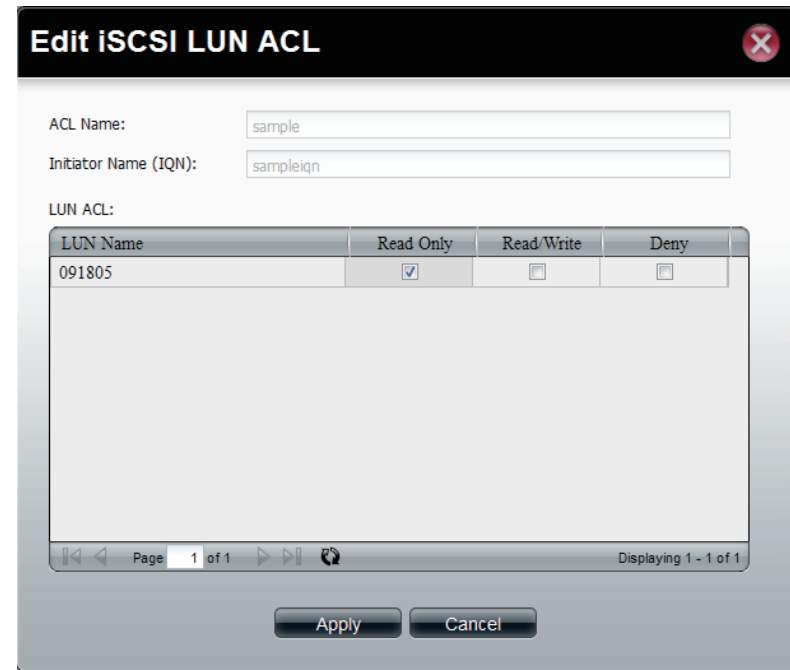 Edit iSCSI LUN ACL
ACL Name: sample
Initiator Name (IQN): sampleiqn
LUN ACL:
LUN Name Read Only Read/Write Deny
091805
Page 1 of 1 Displaying 1 - 1 of 1
Apply Cancel